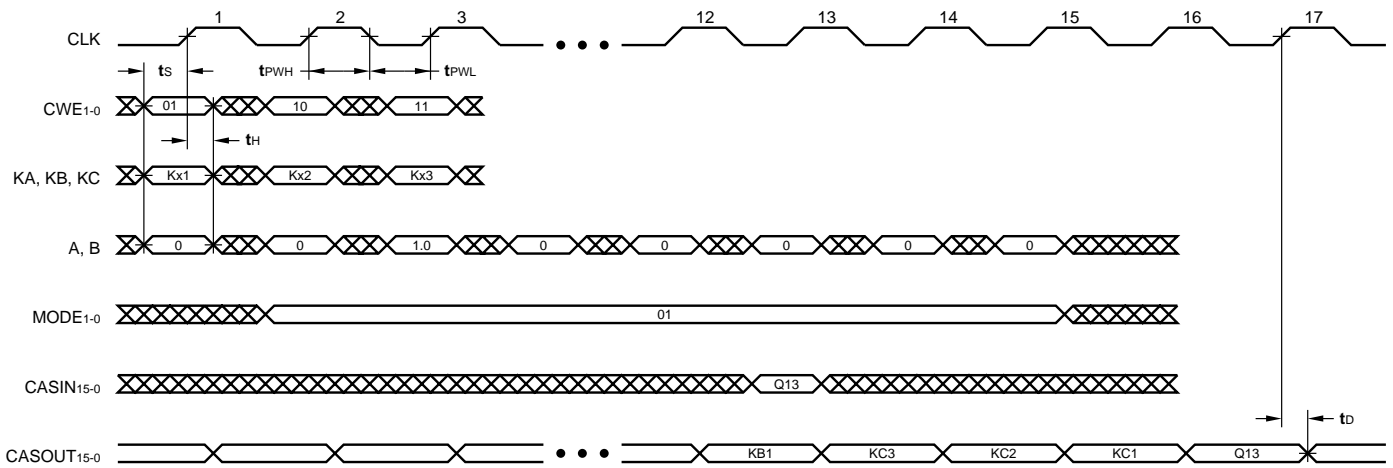 1 2 3 12 13 14 15 16 17
CLK
tS tPWH tPWL
CWE1-0 01 10 11
tH
KA, KB, KC Kx1 Kx2 Kx3
A, B 0 0 1.0 0 0 0 0 0
MODE1-0 01
CASIN15-0 Q13
tD
CASOUT15-0 KB1 KC3 KC2 KC1 Q13